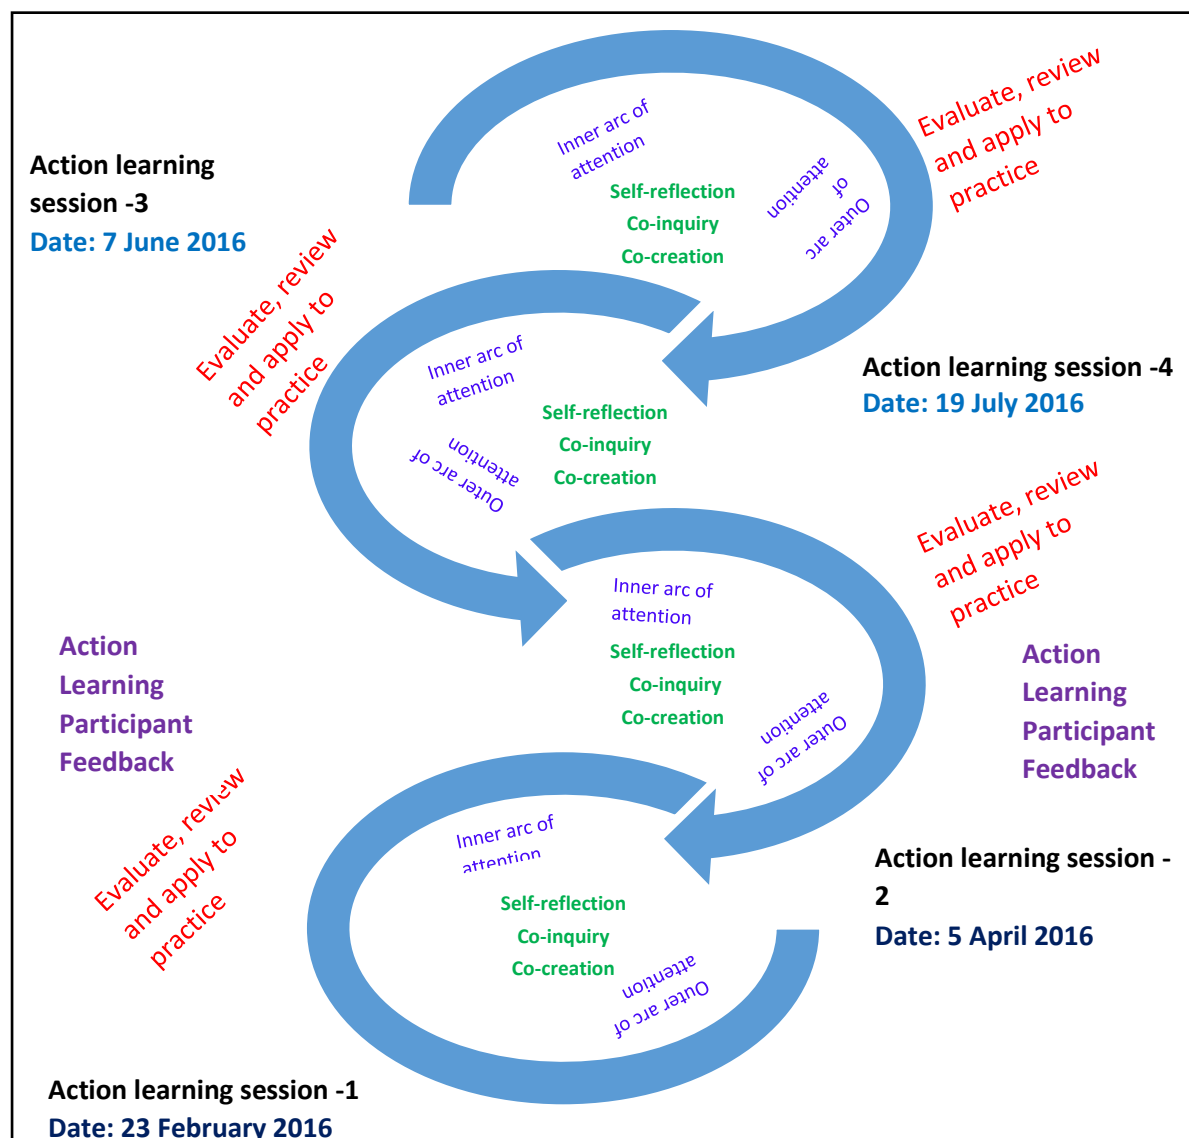 Evaluate, review
and apply to
practice
Inner arc of
attention
Outer arc
of
attention
Self-reflection
Co-inquiry
Co-creation
Action learning
session -3
Date: 7 June 2016
Evaluate, review
and apply to
practice
Inner arc of
attention
Self-reflection
Co-inquiry
Co-creation
Outer arc of
attention
Action learning session -4
Date: 19 July 2016
Evaluate, review
and apply to
practice
Inner arc of
attention
Self-reflection
Co-inquiry
Co-creation
Outer arc of
attention
Action
Learning
Participant
Feedback
Action
Learning
Participant
Feedback
Evaluate, review
and apply to
practice
Inner arc of
attention
Self-reflection
Co-inquiry
Co-creation
Outer arc of
attention
Action learning session -
2
Date: 5 April 2016
Action learning session -1
Date: 23 February 2016